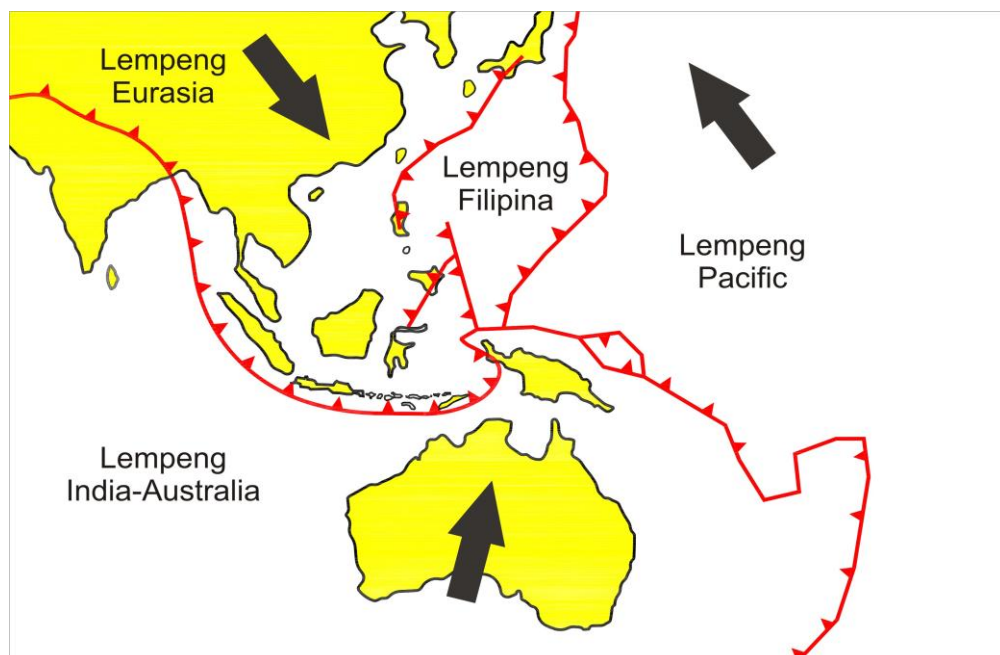 Lempeng
Eurasia
Lempeng
Filipina
Lempeng
Pacific
Lempeng
India-Australia